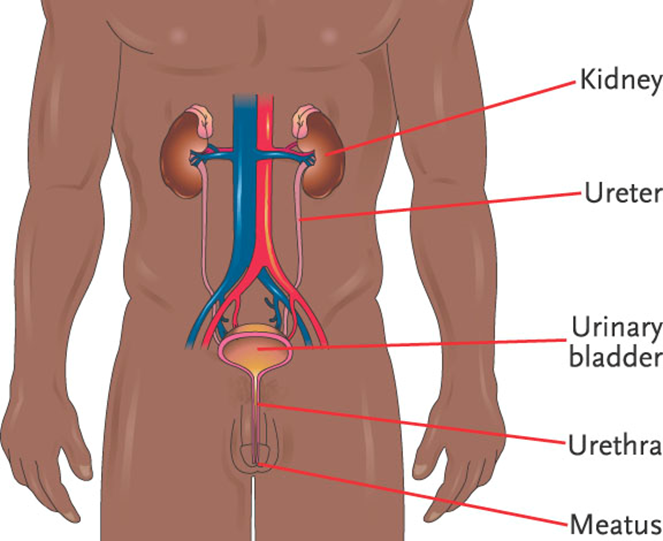 Kidney
Ureter
Urinary
bladder
Urethra
Meatus